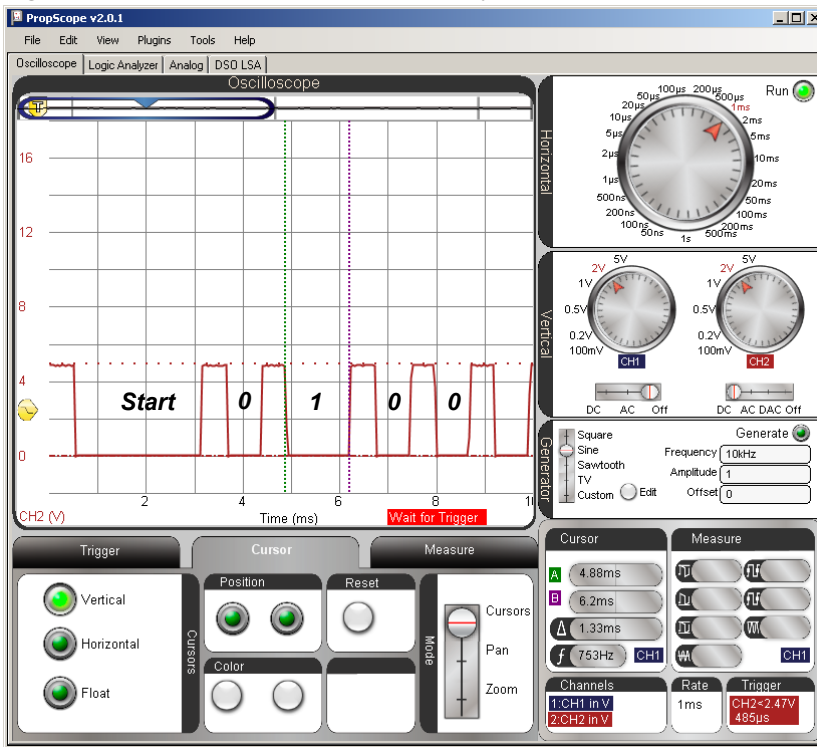 PropScope v2.0.1
File Edit View Plugins Tools Help
Oscilloscope Logic Analyzer Analog DSO LSA
Oscilloscope
T
16
12
8
4
0
Start 0 1 0 0
2 4 6 8 1
CH2 (V) Time (ms) Wait for Trigger
Horizontal
Run
50µs 100µs 200µs 500µs
20µs 1ms
10µs 2ms
5µs 5ms
2µs 10ms
1µs 20ms
500ns 50ms
200ns 100ms
100ns 200ms
50ns 1s 500ms
Vertical
5V 5V
2V 2V
1V 1V
0.5V 0.5V
0.2V 0.2V
100mV 100mV
CH1 CH2
DC AC Off DC AC DAC Off
Generator
Square Generate
Sine Frequency 10kHz
Sawtooth Amplitude 1
TV
Custom Edit Offset 0
Trigger Cursor Measure
Vertical
Horizontal
Float
Cursors
Position Reset
Color
Mode
Cursors
Pan
Zoom
Cursor Measure
A 4.88ms
B 6.2ms
Δ 1.33ms
f 753Hz CH1 CH1
Channels Rate Trigger
1:CH1 in V 1ms CH2<2.47V
2:CH2 in V 485µs